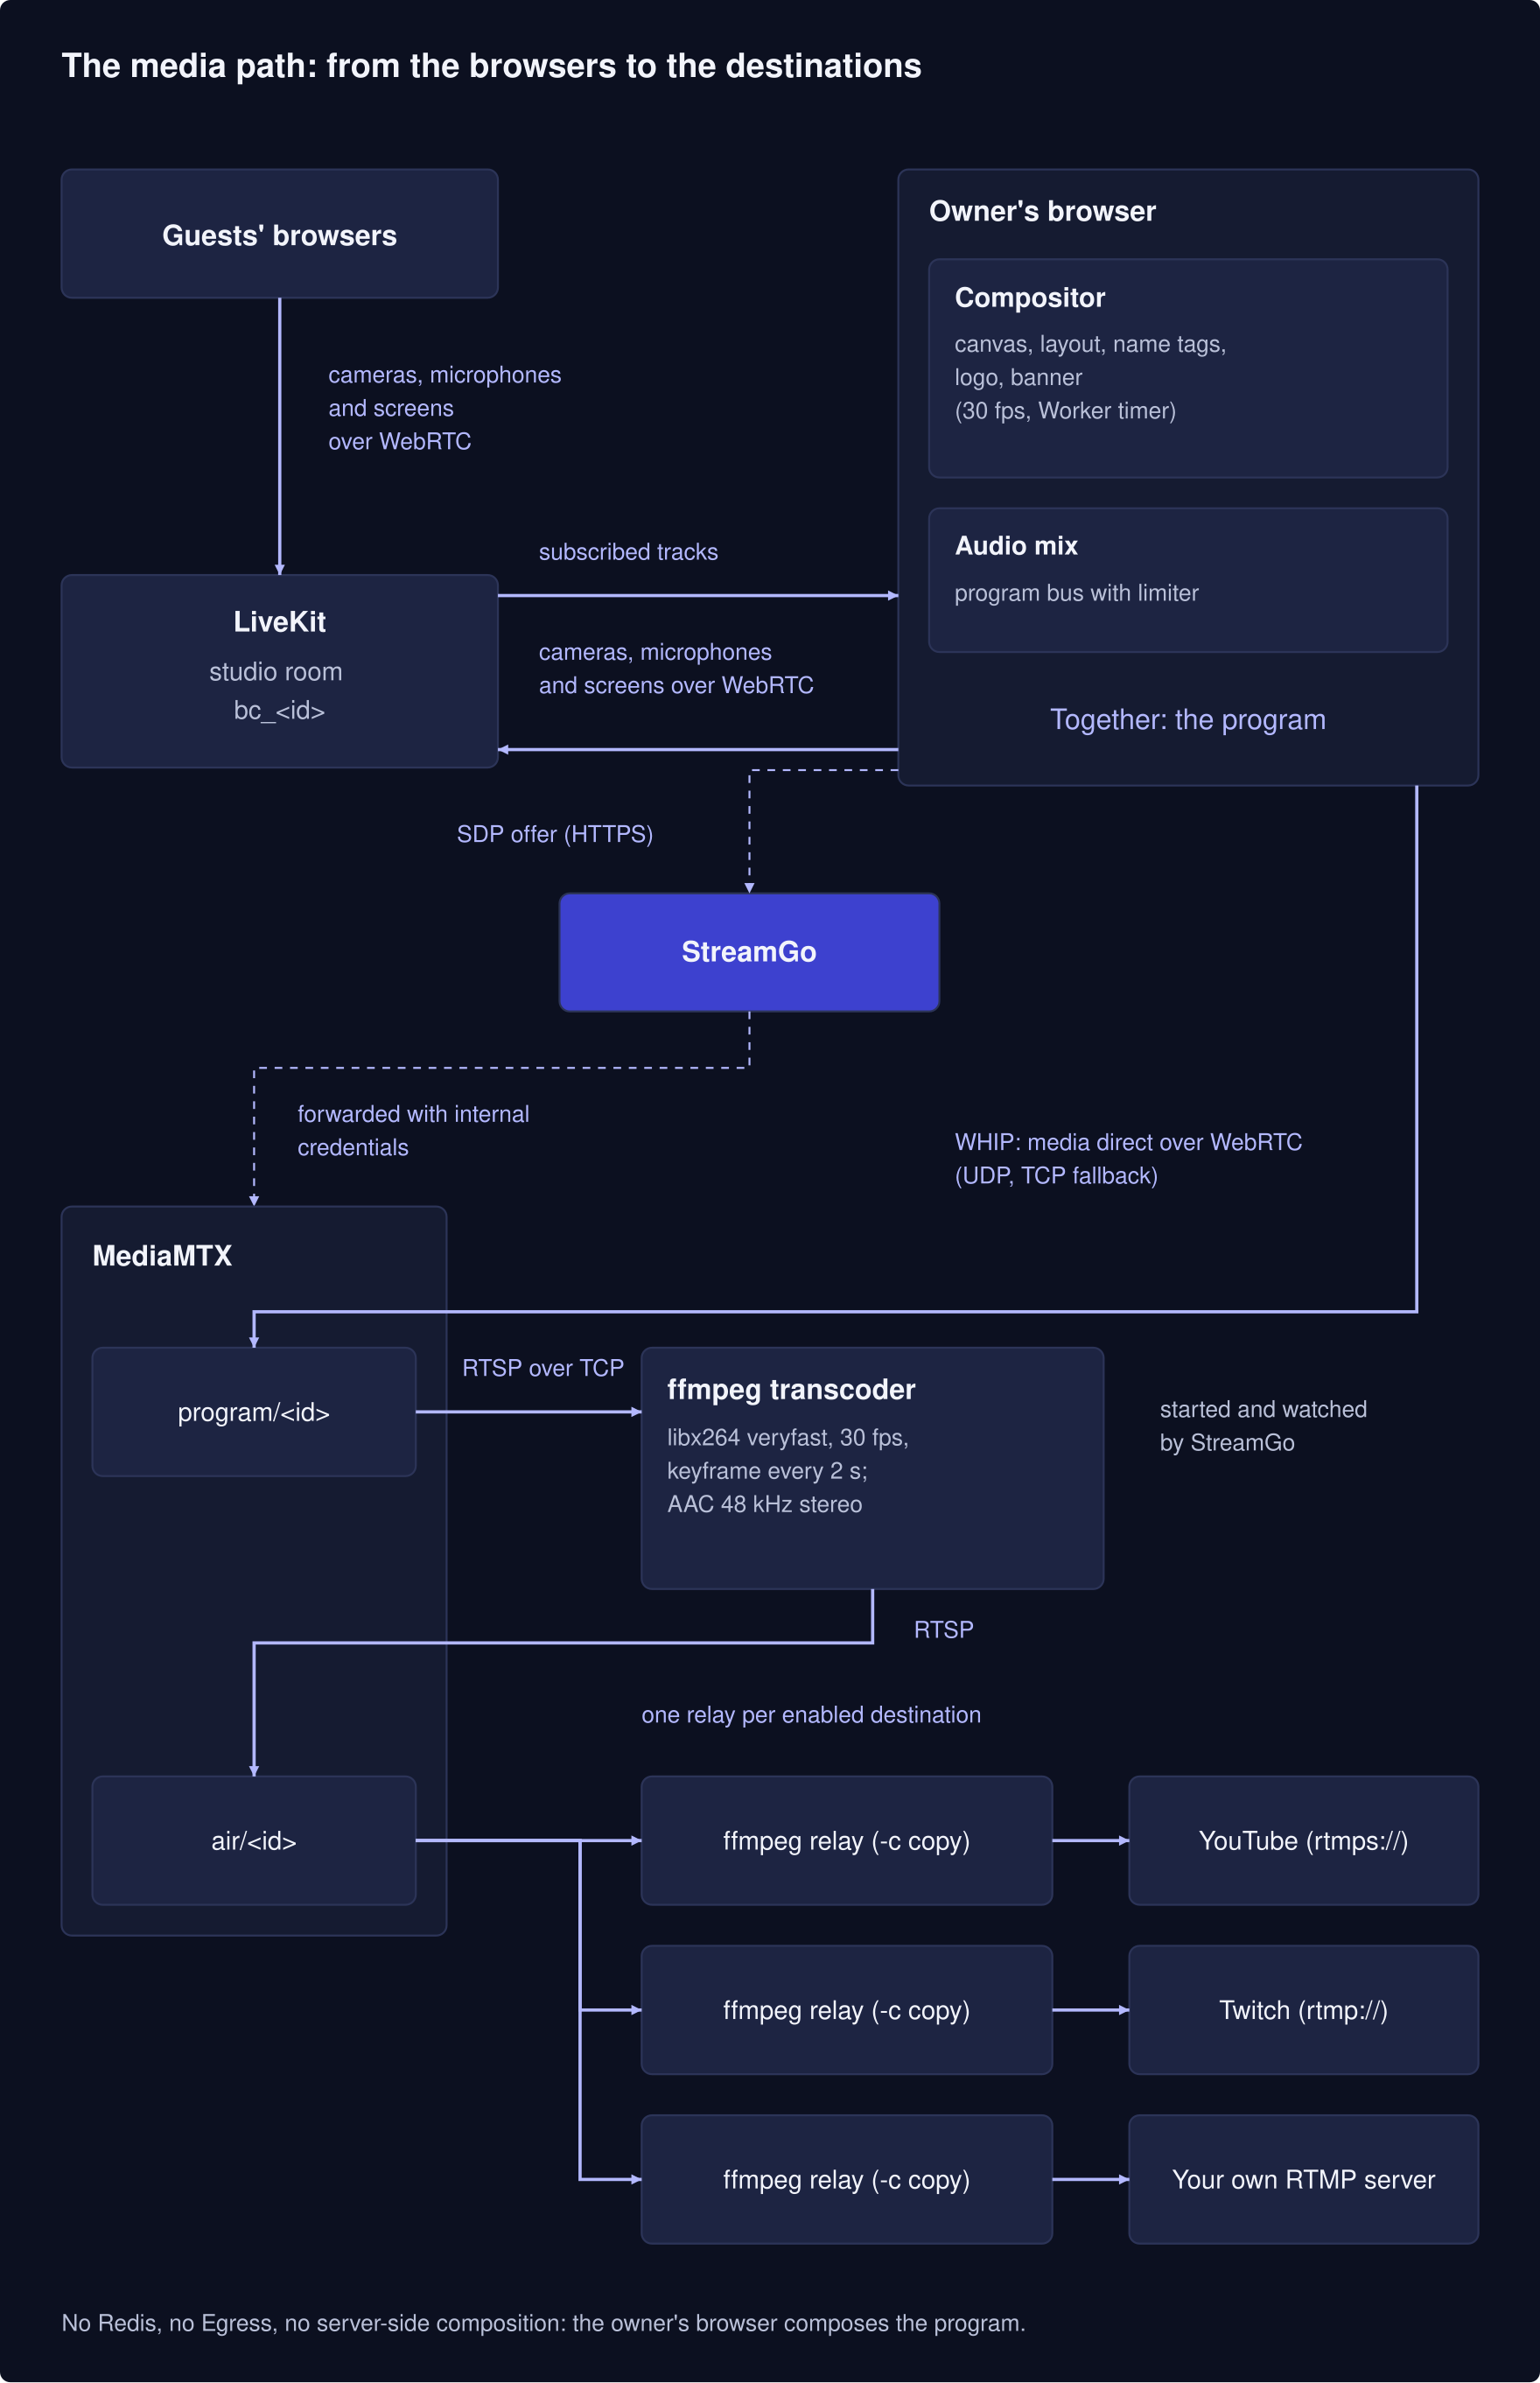 The media path: from the browsers to the destinations
Guests' browsers
Owner's browser
Compositor
canvas, layout, name tags,
logo, banner
(30 fps, Worker timer)
cameras, microphones
and screens
over WebRTC
Audio mix
program bus with limiter
subscribed tracks
LiveKit
studio room
bc_<id>
cameras, microphones
and screens over WebRTC
Together: the program
SDP offer (HTTPS)
StreamGo
forwarded with internal
credentials
WHIP: media direct over WebRTC
(UDP, TCP fallback)
MediaMTX
program/<id>
RTSP over TCP
ffmpeg transcoder
libx264 veryfast, 30 fps,
keyframe every 2 s;
AAC 48 kHz stereo
started and watched
by StreamGo
RTSP
one relay per enabled destination
air/<id>
ffmpeg relay (-c copy)
YouTube (rtmps://)
ffmpeg relay (-c copy)
Twitch (rtmp://)
ffmpeg relay (-c copy)
Your own RTMP server
No Redis, no Egress, no server-side composition: the owner's browser composes the program.